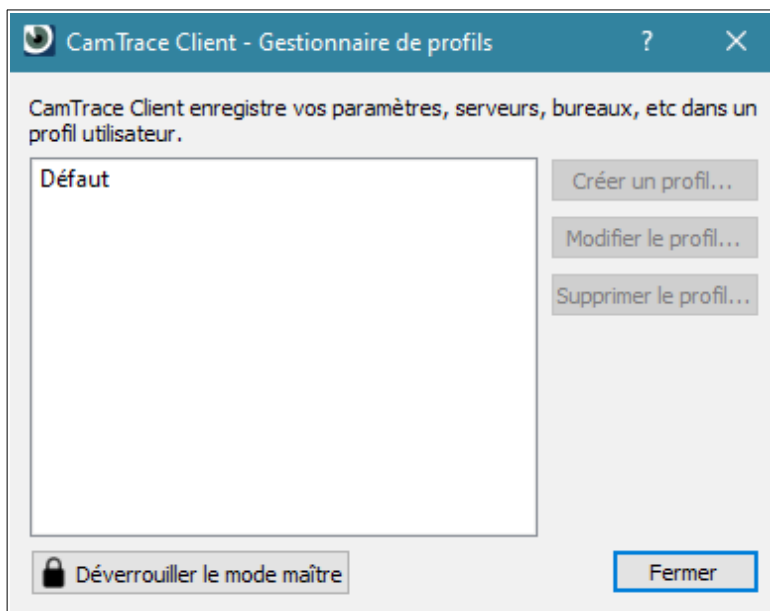 CamTrace Client - Gestionnaire de profils ?
CamTrace Client enregistre vos paramètres, serveurs, bureaux, etc dans un
profil utilisateur.
Défaut
Créer un profil...
Modifier le profil...
Supprimer le profil...
Déverrouiller le mode maître
Fermer